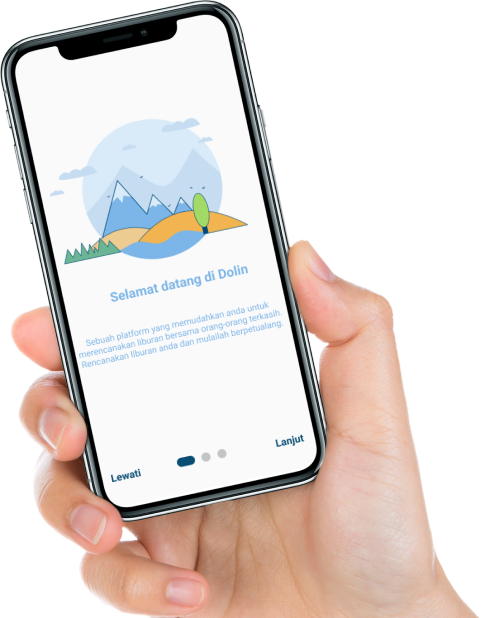 Selamat datang di Dolin
Sebuah platform yang memudahkan anda untuk
merencanakan liburan bersama orang-orang terkasih.
Rencanakan liburan anda dan mulailah berpetualang.
Lewati
Lanjut